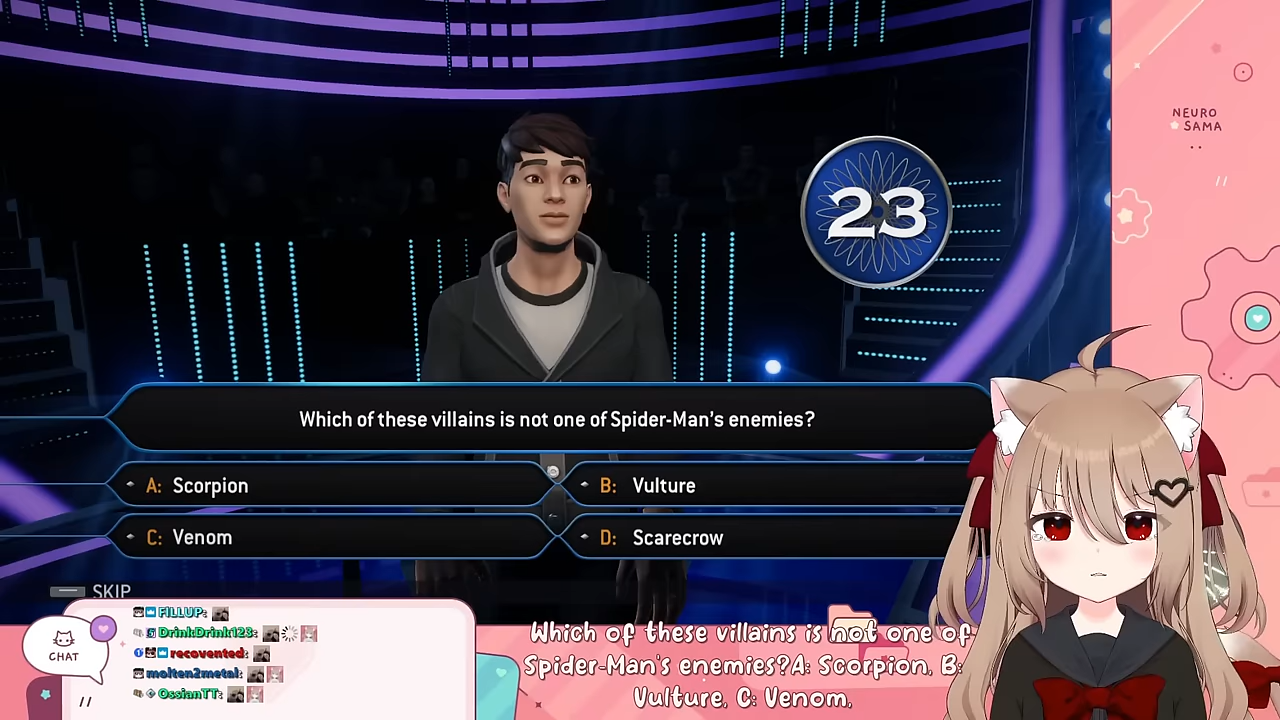 NEURO
SAMA
23
Which of these villains is not one of Spider-Man's enemies?
A: Scorpion
B: Vulture
C: Venom
D: Scarecrow
SKIP
CHAT
FILLUP:
DrinkDrink123:
recovented:
molten2metal:
OssianTT:
Which of these villains is not one of
Spider-Man's enemies?A: Scorpion, B:
Vulture, C: Venom,